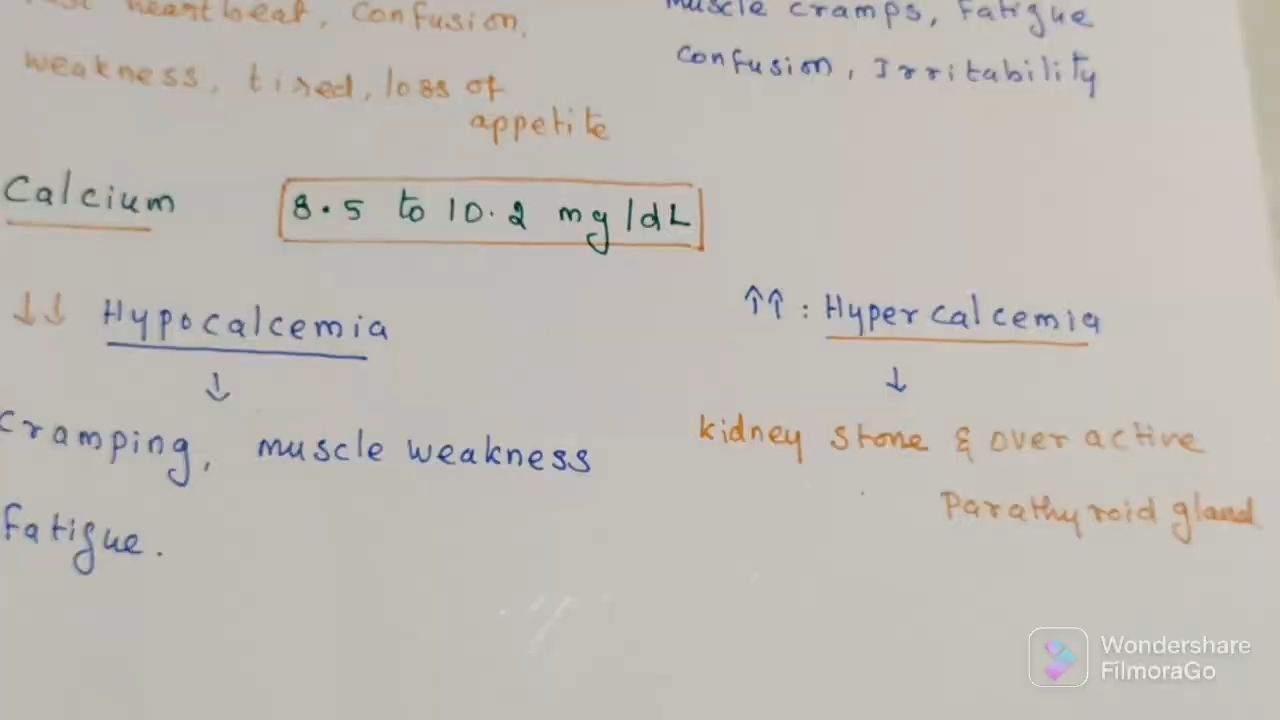 heartbeat, confusion,
weakness, tired, loss of
appetite
muscle cramps, Fatigue
confusion, Irritability
Calcium 8.5 to 10.2 mg/dL
↓↓ Hypocalcemia
↓
cramping, muscle weakness
Fatigue.
↑↑ : Hypercalcemia
↓
kidney stone & over active
Parathyroid gland
Wondershare
FilmoraGo